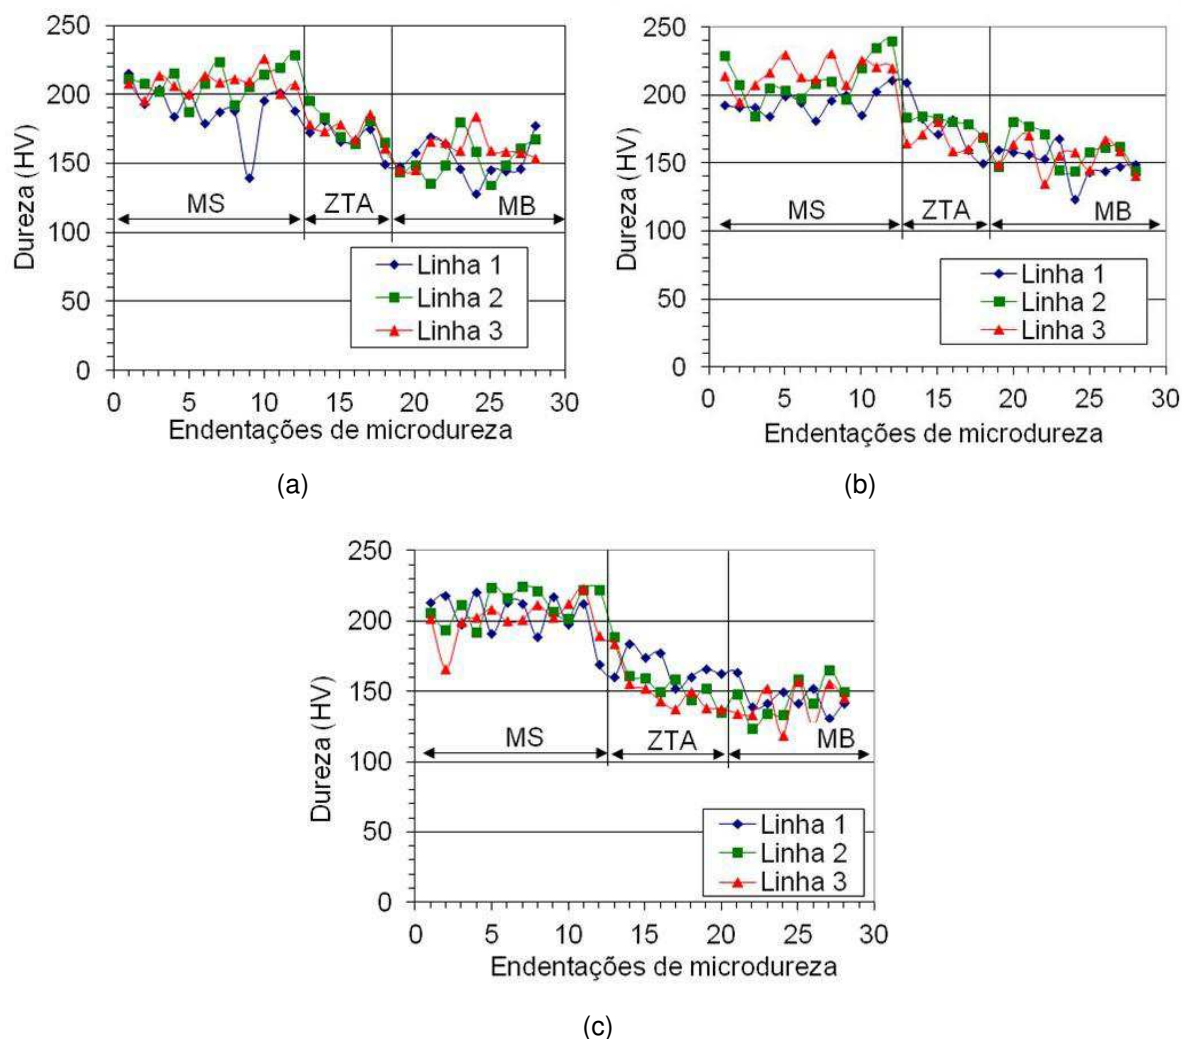 250
200
150
100
50
0
Dureza (HV)
MS
ZTA
MB
Linha 1
Linha 2
Linha 3
0 5 10 15 20 25 30
Endentações de microdureza
(a)
250
200
150
100
50
0
Dureza (HV)
MS
ZTA
MB
Linha 1
Linha 2
Linha 3
0 5 10 15 20 25 30
Endentações de microdureza
(b)
250
200
150
100
50
0
Dureza (HV)
MS
ZTA
MB
Linha 1
Linha 2
Linha 3
0 5 10 15 20 25 30
Endentações de microdureza
(c)